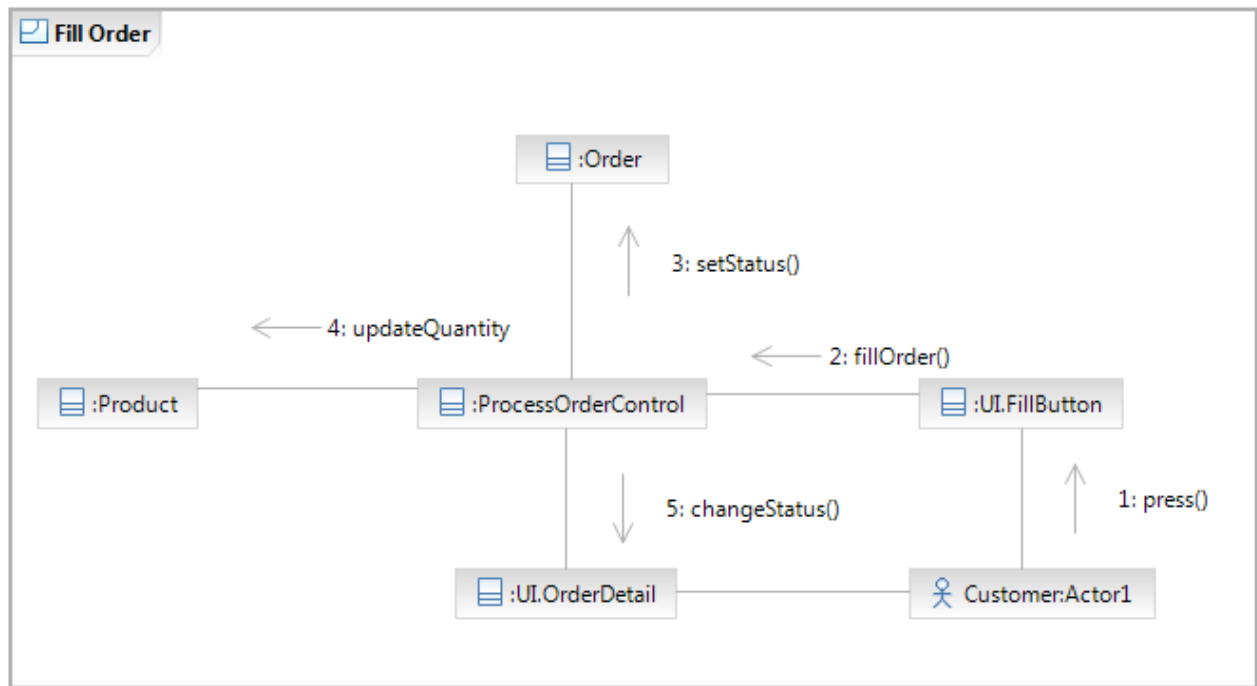 Fill Order
:Order
3: setStatus()
4: updateQuantity
2: fillOrder()
:Product
:ProcessOrderControl
:UI.FillButton
5: changeStatus()
1: press()
:UI.OrderDetail
Customer:Actor1